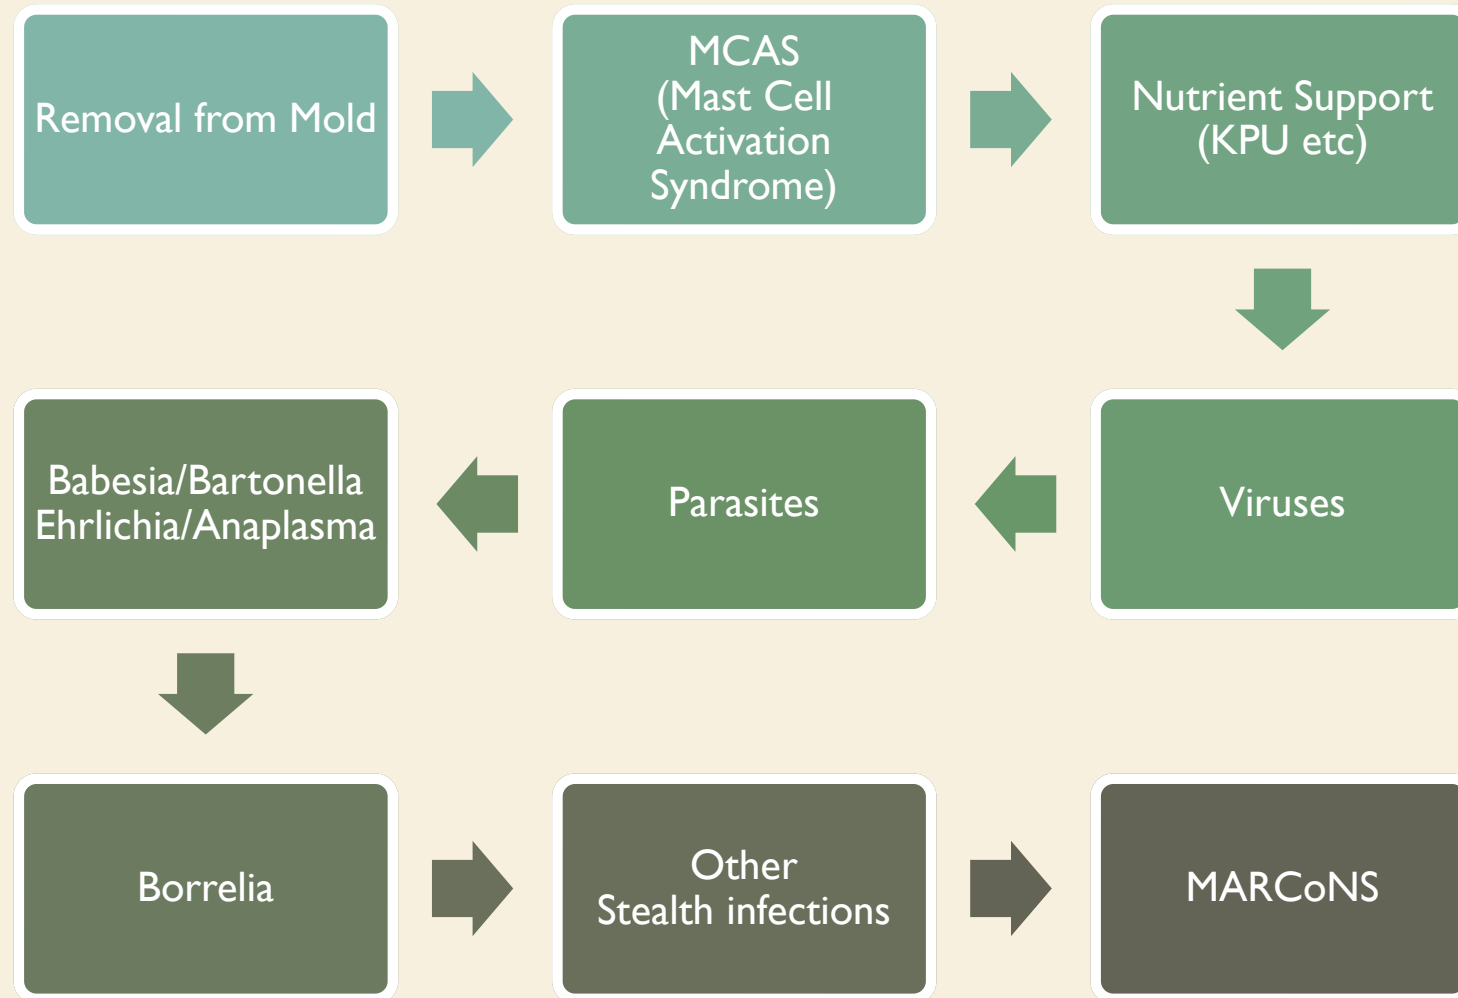 Removal from Mold
MCAS
(Mast Cell
Activation
Syndrome)
Nutrient Support
(KPU etc)
Viruses
Parasites
Babesia/Bartonella
Ehrlichia/Anaplasma
Borrelia
Other
Stealth infections
MARCoNS